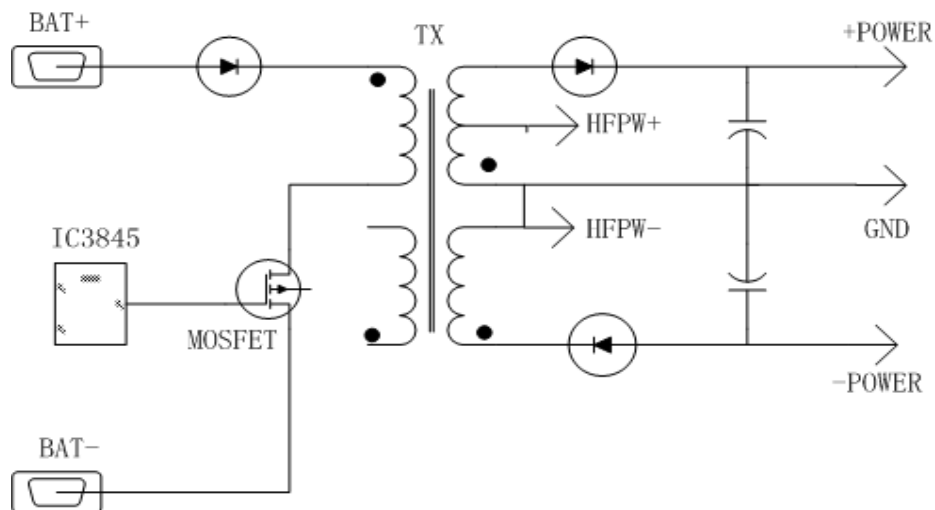 BAT+
TX
+POWER
HFPW+
IC3845
HFPW-
GND
MOSFET
-POWER
BAT-